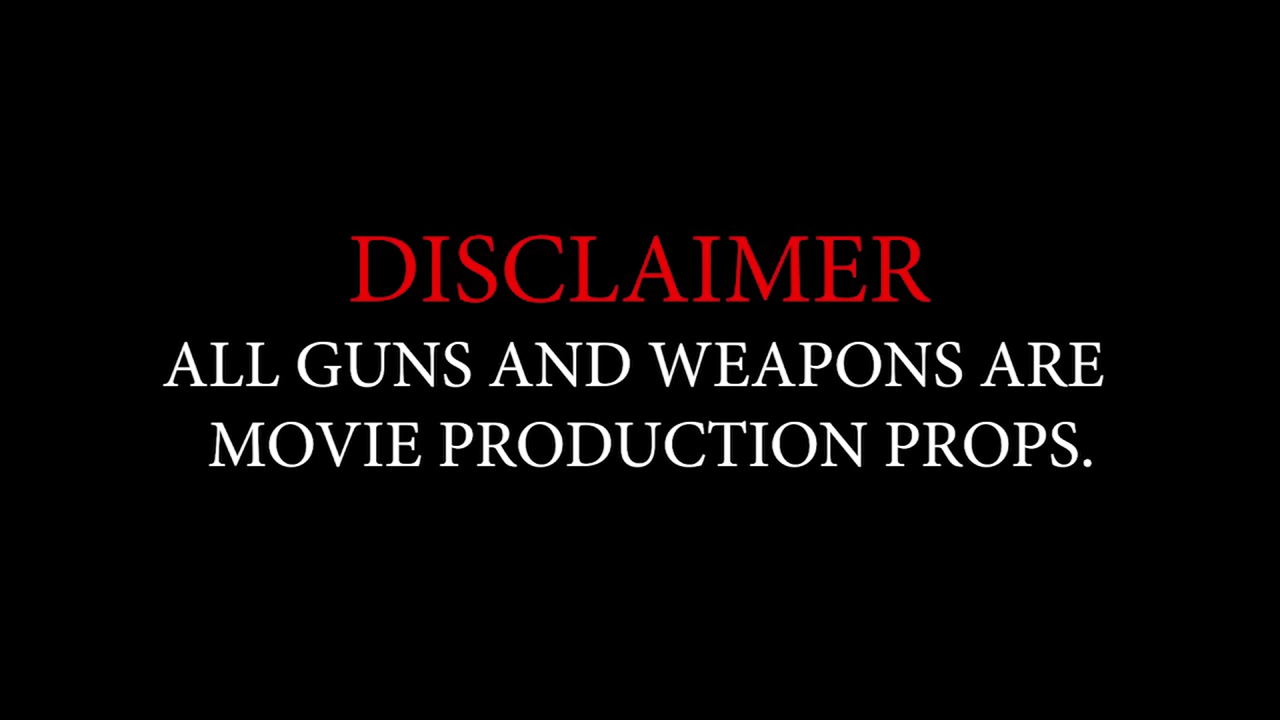 DISCLAIMER
ALL GUNS AND WEAPONS ARE
MOVIE PRODUCTION PROPS.